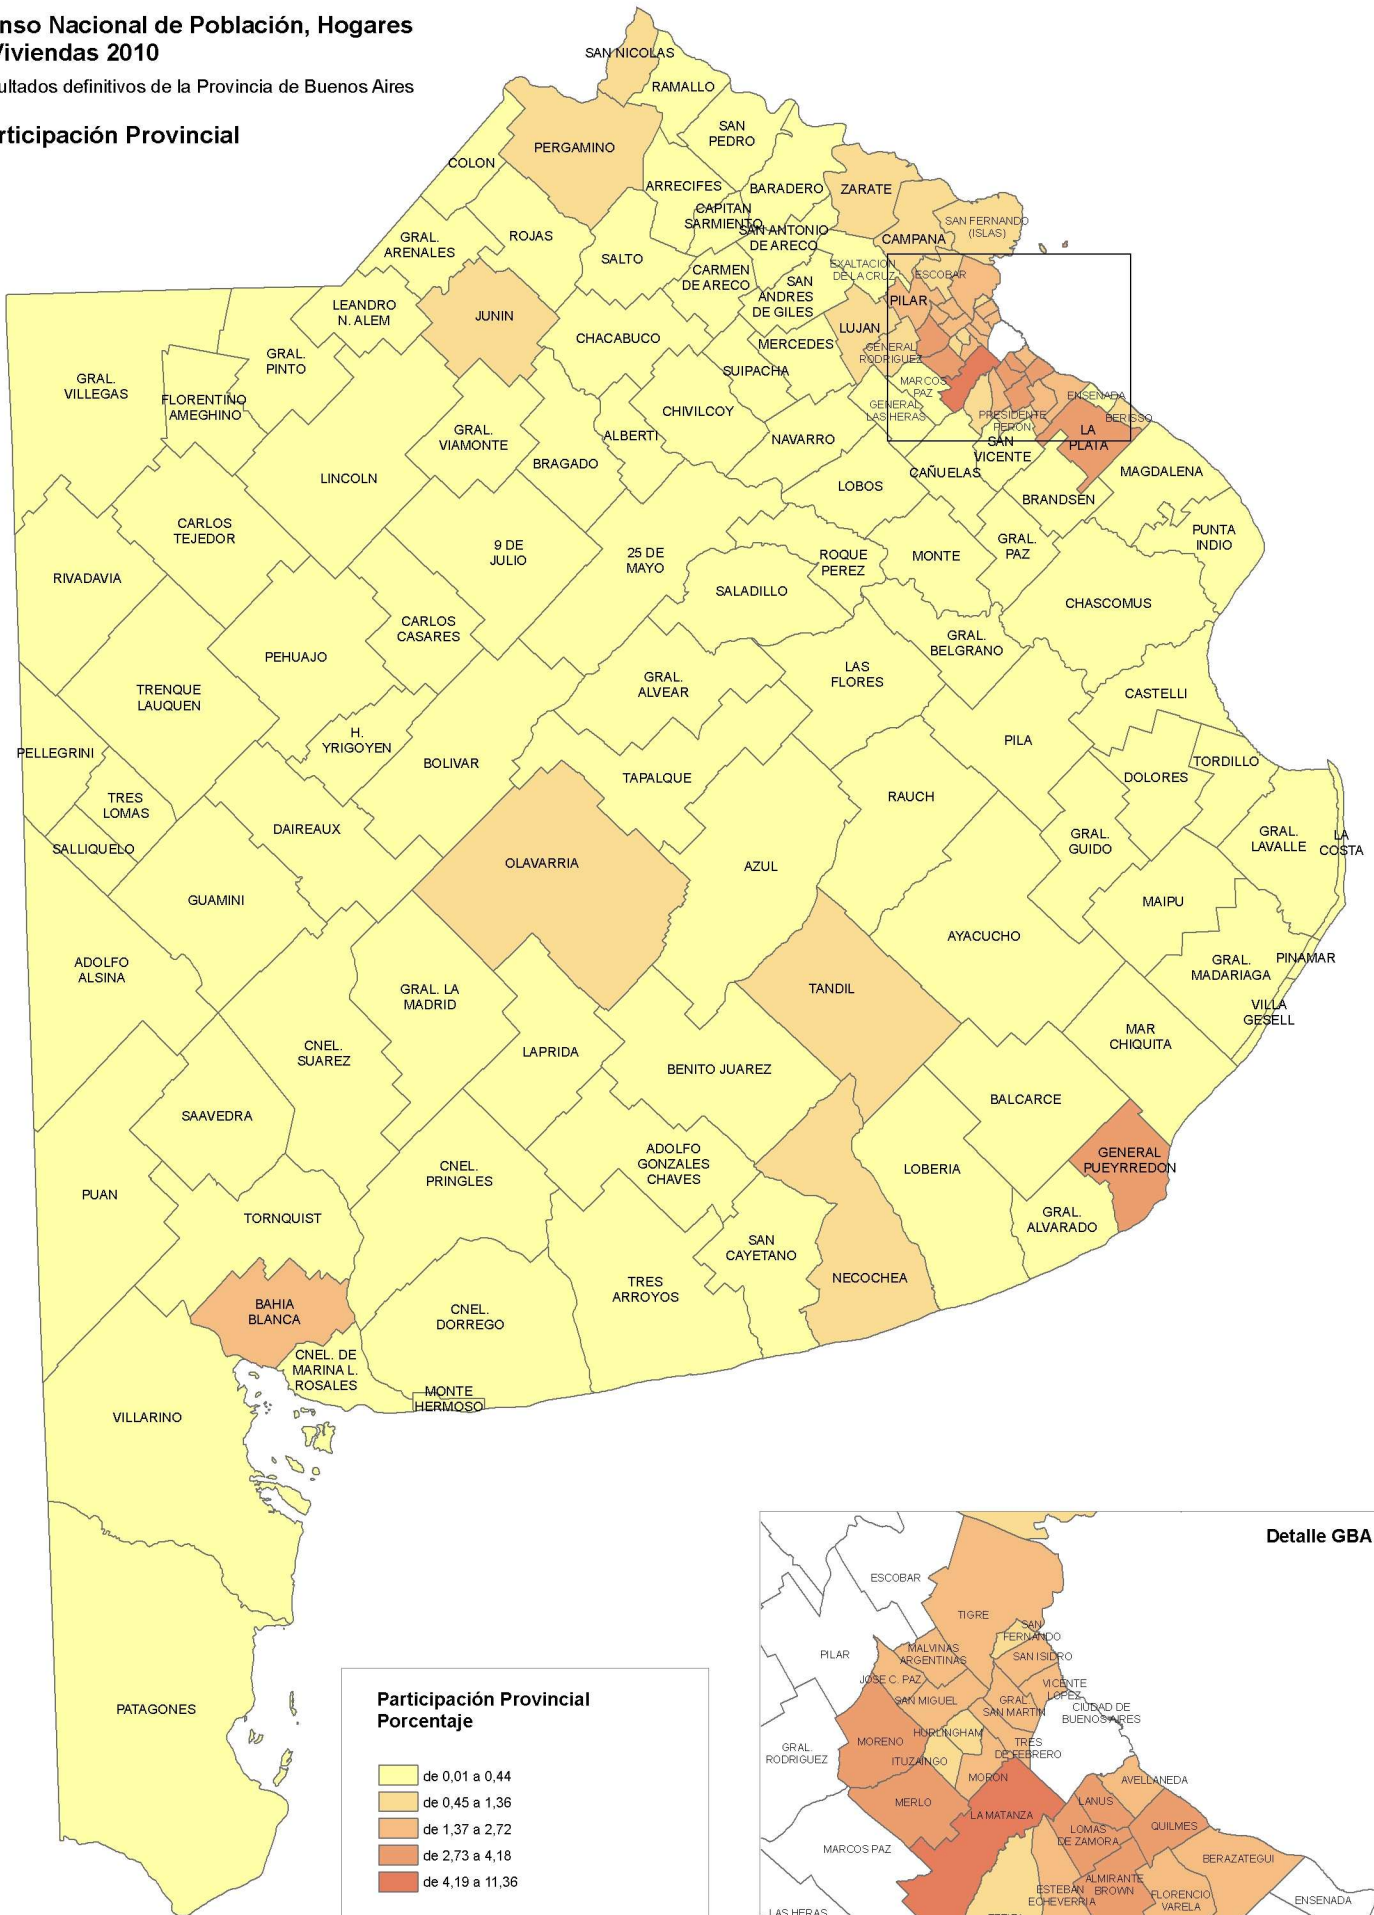 nso Nacional de Población, Hogares
Viviendas 2010
ultados definitivos de la Provincia de Buenos Aires
rticipación Provincial
SAN NICOLAS
RAMALLO
SAN
PEDRO
PERGAMINO
COLON
ARRECIFES
BARADERO
ZARATE
CAPITAN
SARMIENTO
SAN ANTONIO
DE ARECO
SAN FERNANDO
(ISLAS)
CAMPANA
ROJAS
GRAL.
ARENALES
SALTO
CARMEN
DE ARECO
SAN
ANDRES
DE GILES
EXALTACION
DE LA CRUZ
ESCOBAR
PILAR
LEANDRO
N. ALEM
JUNIN
CHACABUCO
MERCEDES
LUJAN
GENERAL
RODRIGUEZ
SUIPACHA
GRAL.
PINTO
GRAL.
VILLEGAS
FLORENTINO
AMEGHINO
MARCOS
PAZ
GENERAL
LAS HERAS
ENSENADA
BERISSO
PRESIDENTE
PERON
LA
PLATA
CHIVILCOY
ALBERTI
NAVARRO
GRAL.
VIAMONTE
BRAGADO
SAN
VICENTE
CAÑUELAS
MAGDALENA
LINCOLN
LOBOS
BRANDSEN
CARLOS
TEJEDOR
PUNTA
INDIO
9 DE
JULIO
25 DE
MAYO
ROQUE
PEREZ
MONTE
GRAL.
PAZ
RIVADAVIA
SALADILLO
CHASCOMUS
CARLOS
CASARES
PEHUAJO
GRAL.
BELGRANO
TRENQUE
LAUQUEN
GRAL.
ALVEAR
LAS
FLORES
CASTELLI
PELLEGRINI
H.
YRIGOYEN
BOLIVAR
PILA
TAPALQUE
DOLORES
TORDILLO
TRES
LOMAS
RAUCH
SALLIQUELO
DAIREAUX
GRAL.
GUIDO
GRAL.
LAVALLE
LA
COSTA
OLAVARRIA
AZUL
GUAMINI
MAIPU
AYACUCHO
ADOLFO
ALSINA
GRAL.
MADARIAGA
PINAMAR
GRAL. LA
MADRID
TANDIL
VILLA
GESELL
CNEL.
SUAREZ
LAPRIDA
BENITO JUAREZ
MAR
CHIQUITA
BALCARCE
SAAVEDRA
ADOLFO
GONZALES
CHAVES
CNEL.
PRINGLES
LOBERIA
GENERAL
PUEYRREDON
PUAN
TORNQUIST
GRAL.
ALVARADO
SAN
CAYETANO
NECOCHEA
TRES
ARROYOS
BAHIA
BLANCA
CNEL.
DORREGO
CNEL. DE
MARINA L.
ROSALES
MONTE
HERMOSO
VILLARINO
PATAGONES
Participación Provincial
Porcentaje
de 0,01 a 0,44
de 0,45 a 1,36
de 1,37 a 2,72
de 2,73 a 4,18
de 4,19 a 11,36
Detalle GBA
ESCOBAR
TIGRE
SAN
FERNANDO
PILAR
MALVINAS
ARGENTINAS
SAN ISIDRO
JOSE C. PAZ
VICENTE
LOPEZ
SAN MIGUEL
GRAL.
SAN MARTIN
CIUDAD DE
BUENOS AIRES
HURLINGHAM
MORENO
TRES
DE FEBRERO
GRAL.
RODRIGUEZ
ITUZAINGO
MORON
AVELLANEDA
MERLO
LANUS
LA MATANZA
LOMAS
DE ZAMORA
QUILMES
MARCOS PAZ
BERAZATEGUI
ALMIRANTE
BROWN
ESTEBAN
ECHEVERRIA
FLORENCIO
VARELA
ENSENADA
LAS HERAS